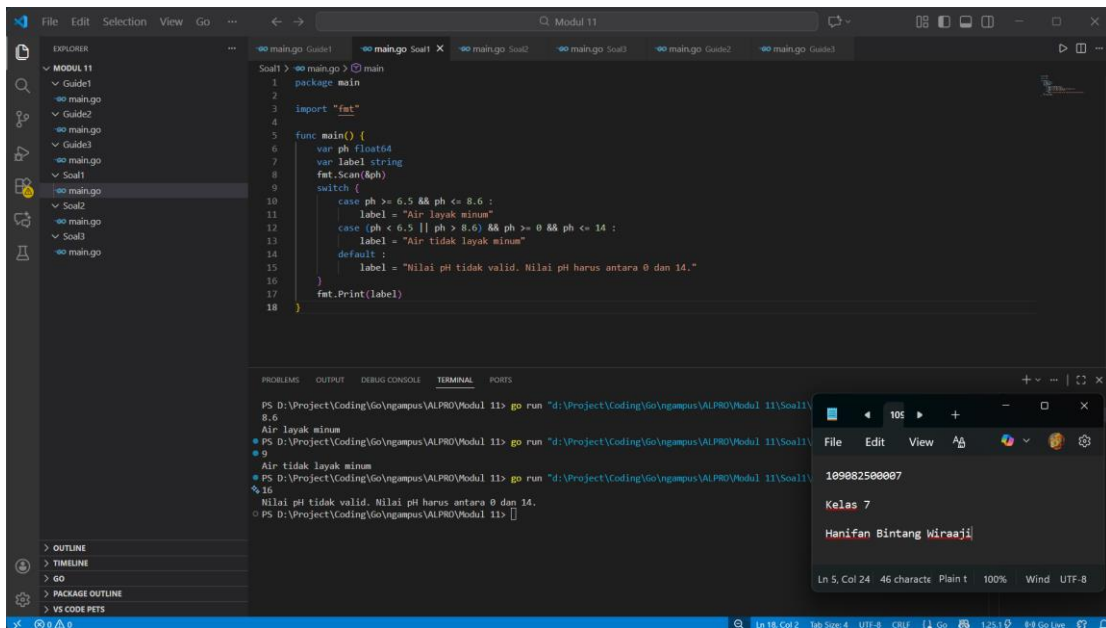 File Edit Selection View Go ... Modul 11
EXPLORER
MODUL 11
Guide1
main.go
Guide2
main.go
Guide3
main.go
Soal1
main.go
Soal2
main.go
Soal3
main.go
OUTLINE
TIMELINE
GO
PACKAGE OUTLINE
VS CODE PETS
main.go Guide1 main.go Soal1 main.go Soal2 main.go Soal3 main.go Guide2 main.go Guide3
Soal1 > main.go > main
1 package main
2
3 import "fmt"
4
5 func main() {
6 var ph float64
7 var label string
8 fmt.Scan(&ph)
9 switch {
10 case ph >= 6.5 && ph <= 8.6 :
11 label = "Air layak minum"
12 case (ph < 6.5 || ph > 8.6) && ph >= 0 && ph <= 14 :
13 label = "Air tidak layak minum"
14 default :
15 label = "Nilai pH tidak valid. Nilai pH harus antara 0 dan 14."
16 }
17 fmt.Print(label)
18 }
PROBLEMS OUTPUT DEBUG CONSOLE TERMINAL PORTS
PS D:\Project\Coding\Go\ngampus\ALPRO\Modul 11> go run "d:\Project\Coding\Go\ngampus\ALPRO\Modul 11\Soal1\
8.6
Air layak minum
PS D:\Project\Coding\Go\ngampus\ALPRO\Modul 11> go run "d:\Project\Coding\Go\ngampus\ALPRO\Modul 11\Soal1\
9
Air tidak layak minum
PS D:\Project\Coding\Go\ngampus\ALPRO\Modul 11> go run "d:\Project\Coding\Go\ngampus\ALPRO\Modul 11\Soal1\
16
Nilai pH tidak valid. Nilai pH harus antara 0 dan 14.
PS D:\Project\Coding\Go\ngampus\ALPRO\Modul 11>
109
File Edit View
109082500007
Kelas 7
Hanifan Bintang Wiraaji
Ln 5, Col 24 46 characte Plain t 100% Wind UTF-8
0 0 Ln 18, Col 2 Tab Size: 4 UTF-8 CRLF Go 1.25.1 Go Live